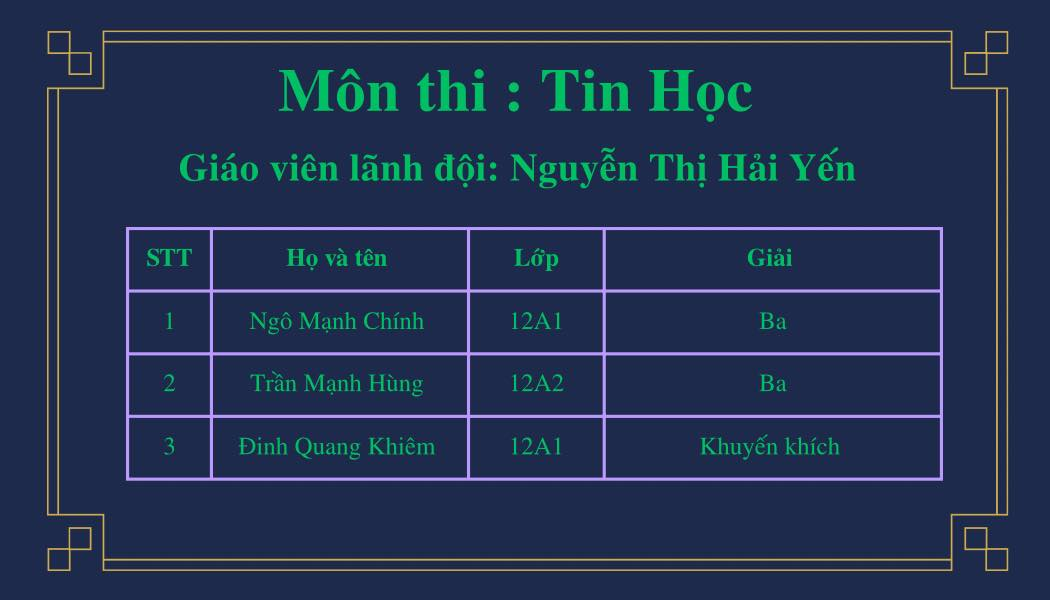 Môn thi : Tin Học
Giáo viên lãnh đội: Nguyễn Thị Hải Yến
STT Họ và tên Lớp Giải
1 Ngô Mạnh Chính 12A1 Ba
2 Trần Mạnh Hùng 12A2 Ba
3 Đinh Quang Khiêm 12A1 Khuyến khích